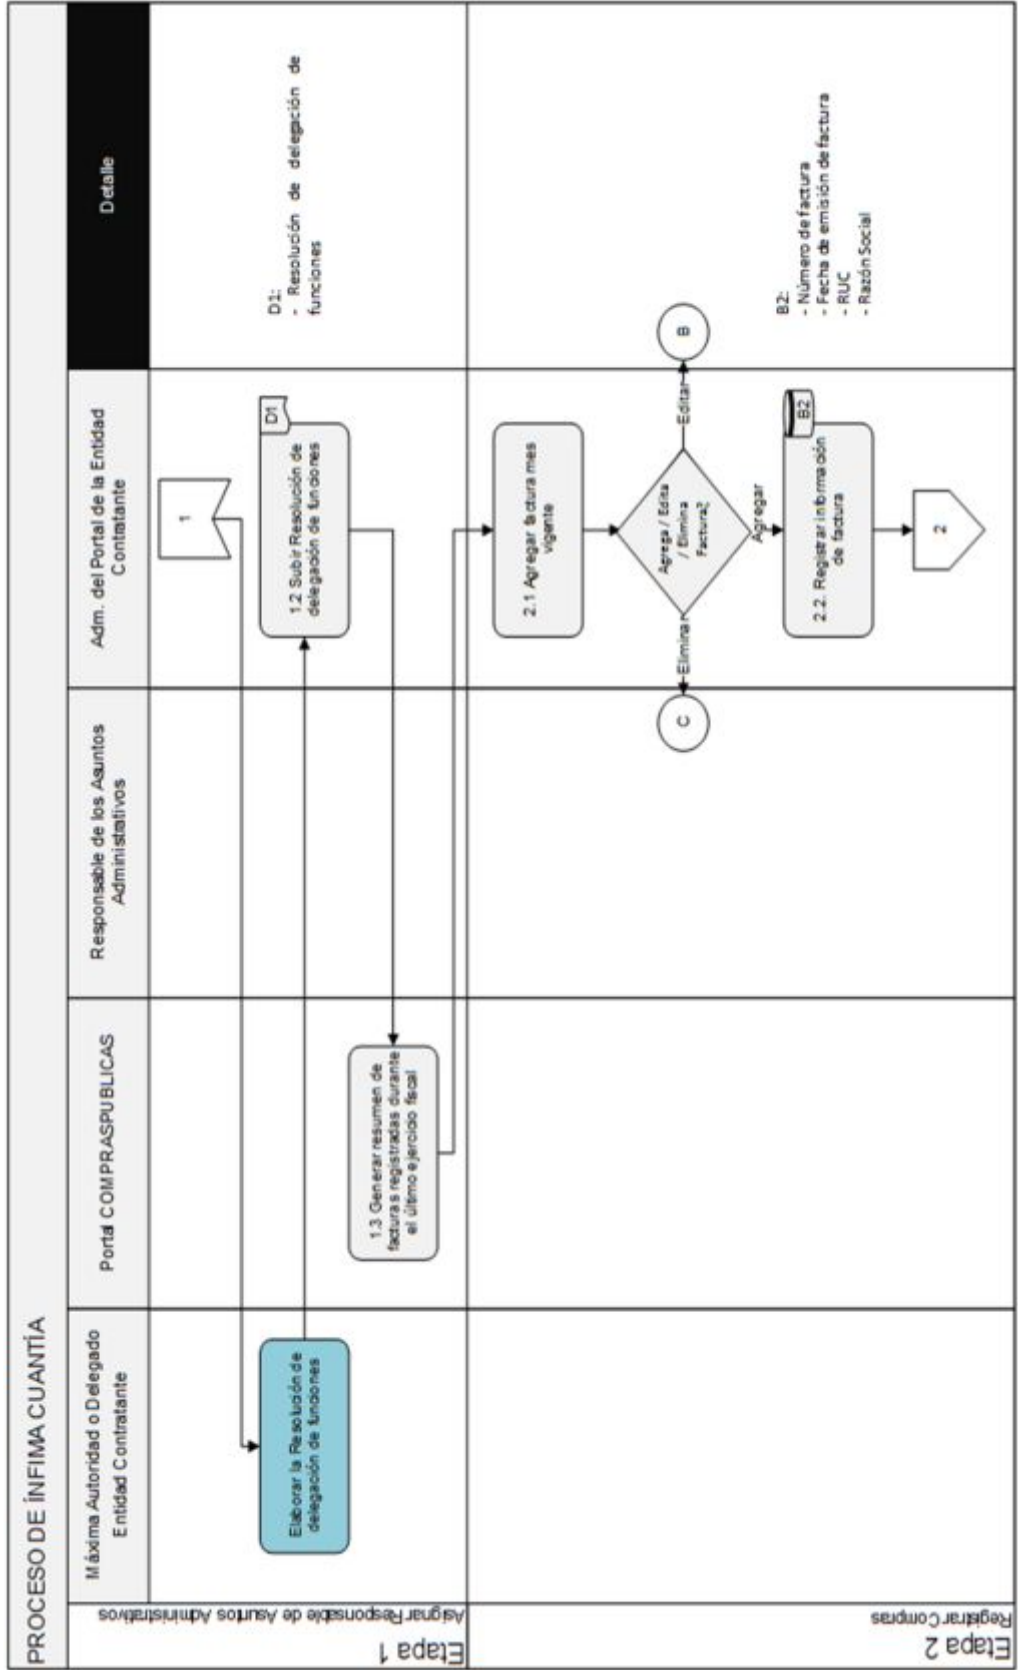 PROCESO DE ÍNFIMA CUANTÍA
Máxima Autoridad o Delegado
Entidad Contratante
Portal COMPRASPUBLICAS
Responsable de los Asuntos
Administrativos
Adm. del Portal de la Entidad
Contratante
Detalle
Etapa 1
Asignar Responsable de Asuntos Administrativos
1
Elaborar la Resolución de
delegación de funciones
D1
1.2 Subir Resolución de
delegación de funciones
D1:
- Resolución de delegación de
funciones
1.3 Generar resumen de
facturas registradas durante
el último ejercicio fiscal
Etapa 2
Registrar Compras
2.1 Agregar factura mes
vigente
Agrega / Edita
/ Elimina
Factura?
Eliminar
C
Editar
B
Agregar
B2
2.2. Registrar información
de factura
B2:
- Número de factura
- Fecha de emisión de factura
- RUC
- Razón Social
2